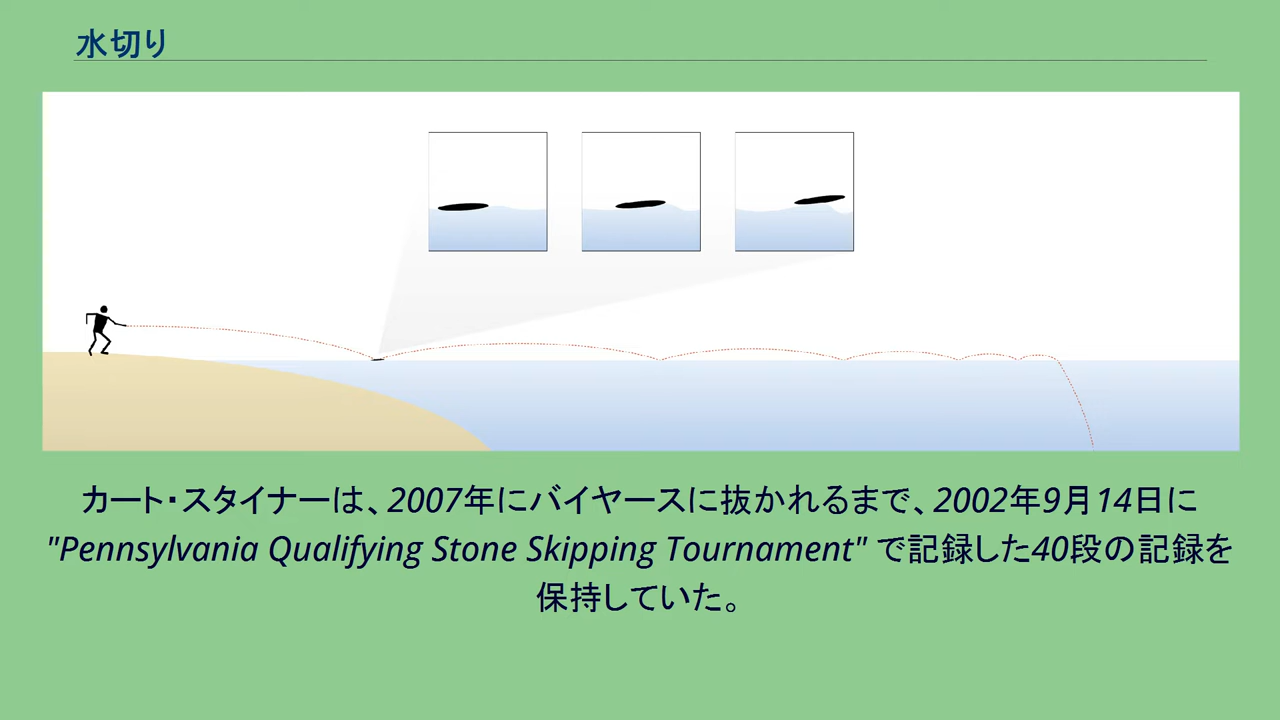 水切り
カート・スタイナーは、2007年にバイヤースに抜かれるまで、2002年9月14日に
"Pennsylvania Qualifying Stone Skipping Tournament" で記録した40段の記録を
保持していた。